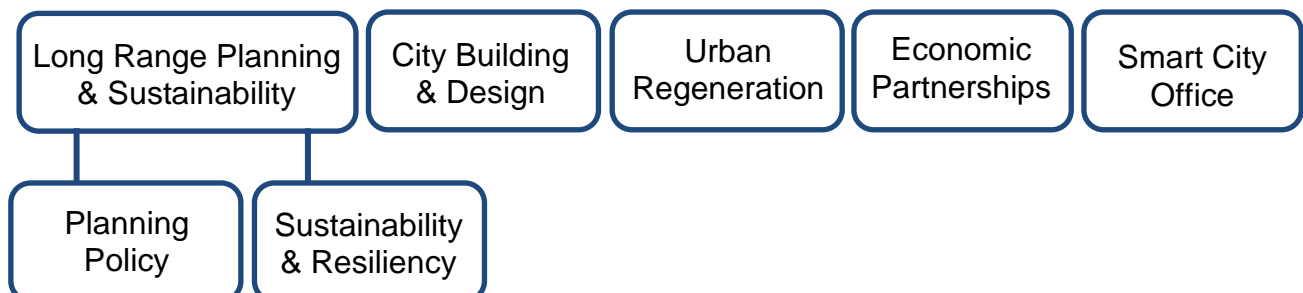 Long Range Planning
& Sustainability
City Building
& Design
Urban
Regeneration
Economic
Partnerships
Smart City
Office
Planning
Policy
Sustainability
& Resiliency